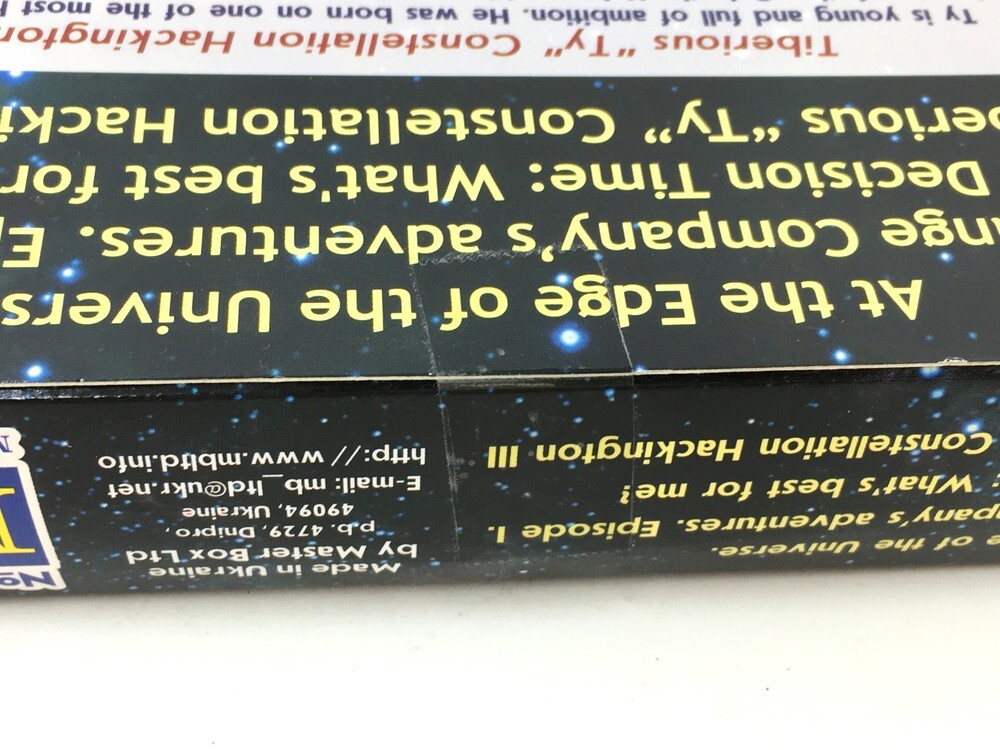 e of the Universe.
pany's adventures. Episode I.
: What's best for me?
Constellation Hackington III
Made in Ukraine
by Master Box Ltd
p.b. 4729, Dnipro,
49094, Ukraine
E-mail: mb_ltd@ukr.net
http:// www.mbltd.info
No
I
At the Edge of the Univers
nge Company’s adventures. E
Decision Time: What's best for
erious “Ty” Constellation Hacki
Tiberious “Ty” Constellation Hackington
Ty is young and full of ambition. He was born on one of the most